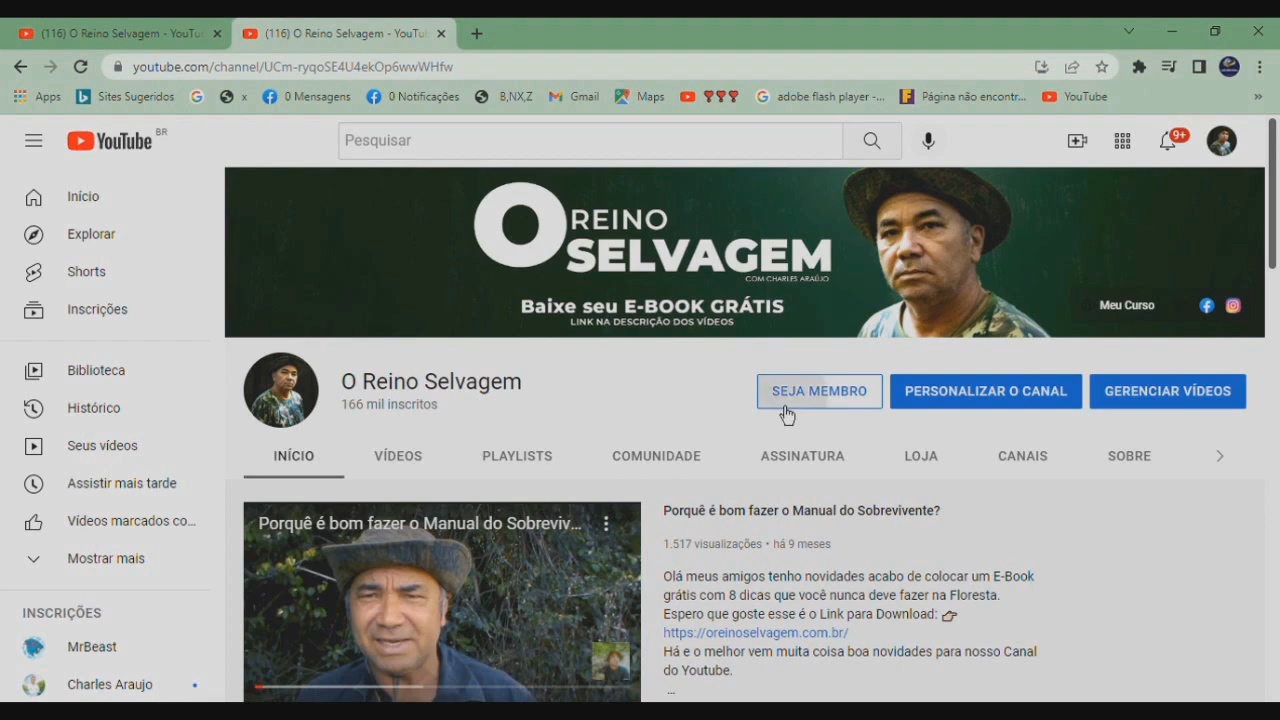 (116) O Reino Selvagem - YouTu
(116) O Reino Selvagem - YouTu
youtube.com/channel/UCm-ryqoSE4U4ekOp6wwWHfw
Apps
Sites Sugeridos
x
0 Mensagens
0 Notificações
B,NX,Z
Gmail
Maps
adobe flash player -...
Página não encontr...
YouTube
»
YouTube BR
Pesquisar
9+
Início
Explorar
Shorts
Inscrições
Biblioteca
Histórico
Seus vídeos
Assistir mais tarde
Vídeos marcados co...
Mostrar mais
INSCRIÇÕES
MrBeast
Charles Araujo
O REINO
SELVAGEM
COM CHARLES ARAÚJO
Baixe seu E-BOOK GRÁTIS
LINK NA DESCRIÇÃO DOS VÍDEOS
Meu Curso
O Reino Selvagem
166 mil inscritos
SEJA MEMBRO
PERSONALIZAR O CANAL
GERENCIAR VÍDEOS
INÍCIO
VÍDEOS
PLAYLISTS
COMUNIDADE
ASSINATURA
LOJA
CANAIS
SOBRE
Porquê é bom fazer o Manual do Sobreviv...
Porquê é bom fazer o Manual do Sobrevivente?
1.517 visualizações • há 9 meses
Olá meus amigos tenho novidades acabo de colocar um E-Book
grátis com 8 dicas que você nunca deve fazer na Floresta.
Espero que goste esse é o Link para Download: 👉
https://oreinoselvagem.com.br/
Há e o melhor vem muita coisa boa novidades para nosso Canal
do Youtube.
...